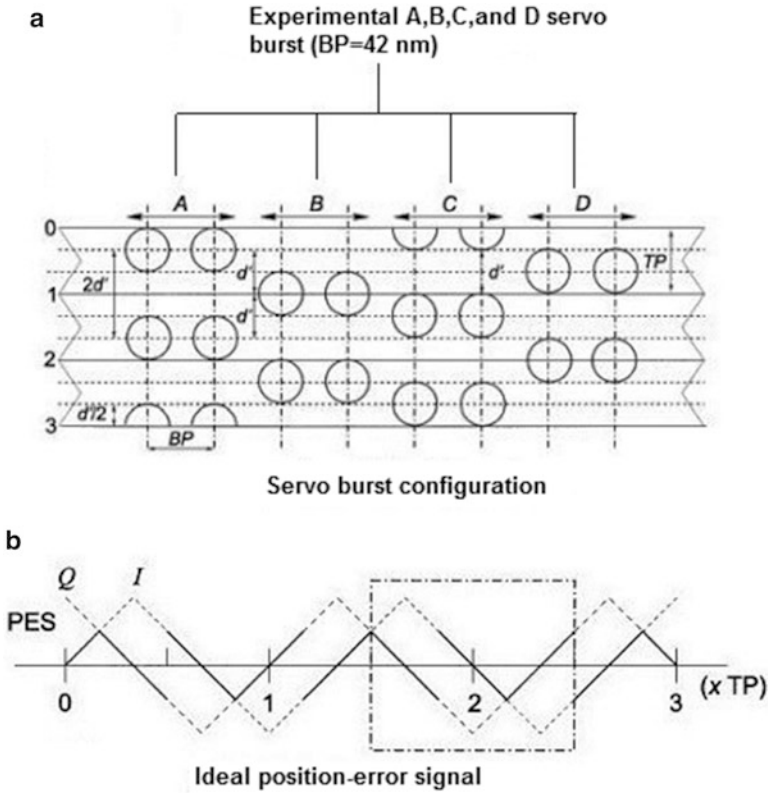 a
Experimental A,B,C,and D servo
burst (BP=42 nm)
A B C D
0
TP
2d' d' d'
1
d'
2
d'/2
3
BP
Servo burst configuration
b
Q I
PES
0 1 2 3 (x TP)
Ideal position-error signal